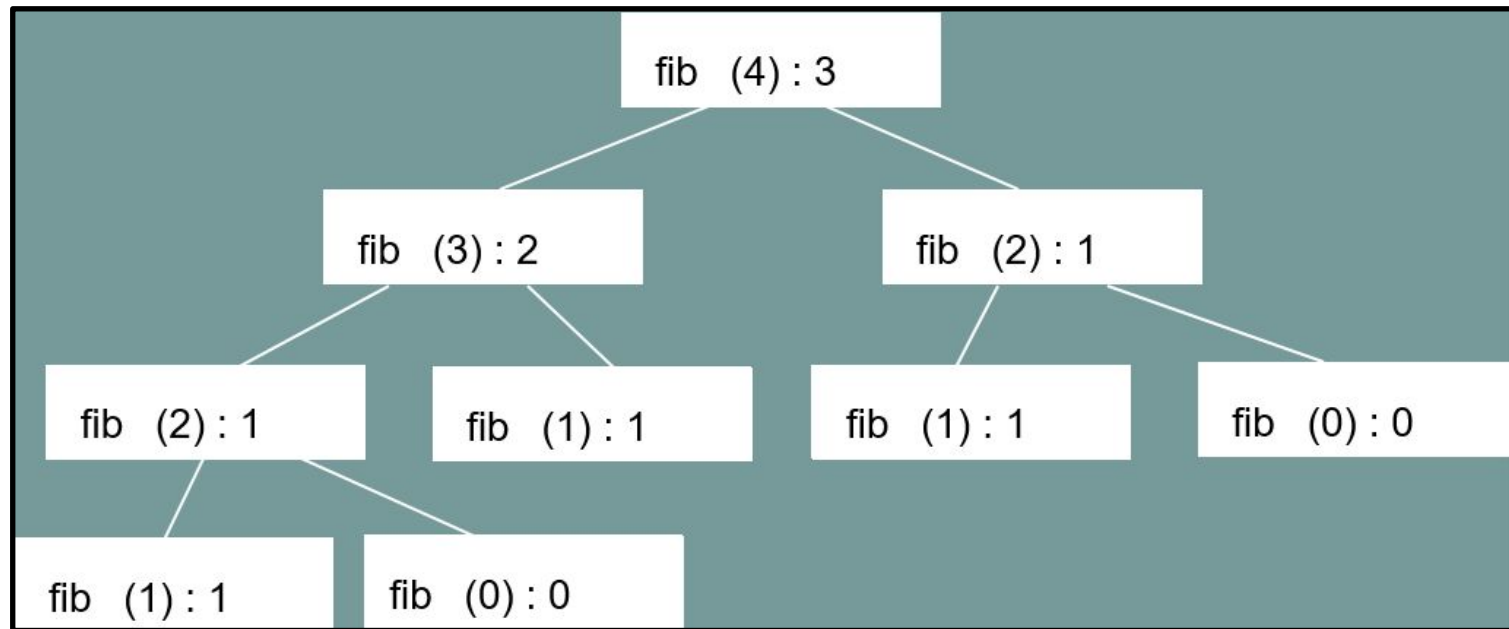 fib (4) : 3
fib (3) : 2
fib (2) : 1
fib (2) : 1
fib (1) : 1
fib (1) : 1
fib (0) : 0
fib (1) : 1
fib (0) : 0